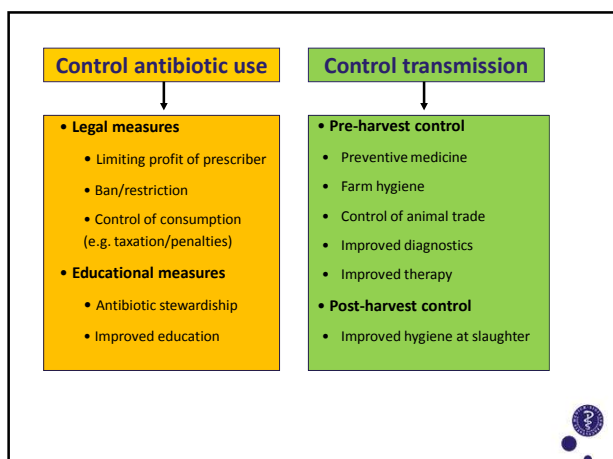 Control antibiotic use
• Legal measures
• Limiting profit of prescriber
• Ban/restriction
• Control of consumption
(e.g. taxation/penalties)
• Educational measures
• Antibiotic stewardship
• Improved education
Control transmission
• Pre-harvest control
• Preventive medicine
• Farm hygiene
• Control of animal trade
• Improved diagnostics
• Improved therapy
• Post-harvest control
• Improved hygiene at slaughter